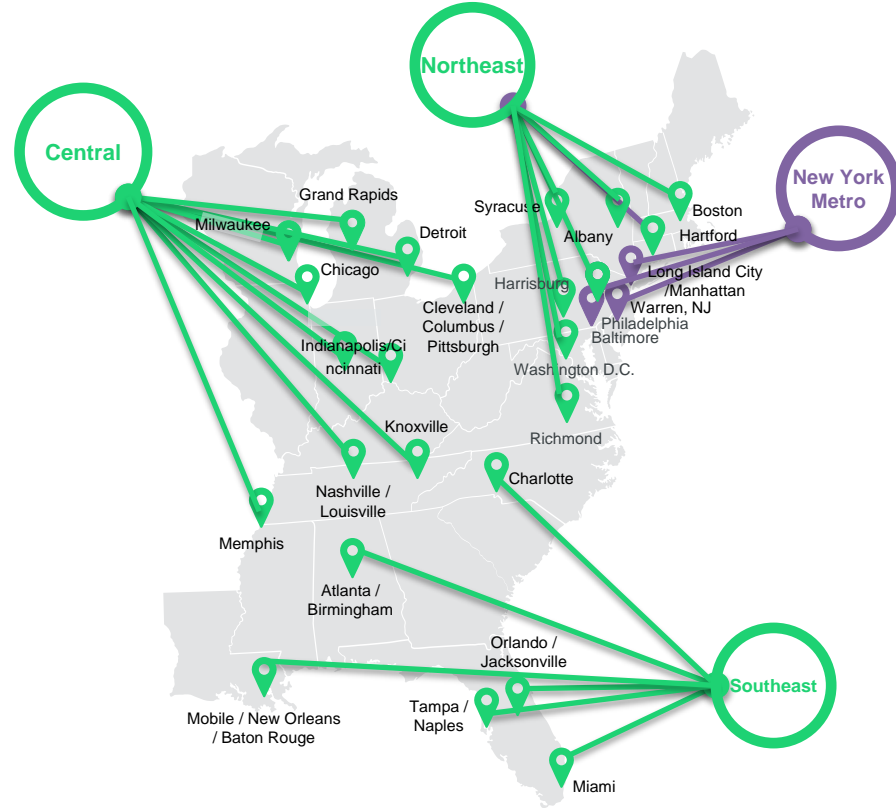 Northeast
Central
New York
Metro
Grand Rapids
Milwaukee
Detroit
Chicago
Cleveland /
Columbus /
Pittsburgh
Indianapolis/Ci
ncinnati
Knoxville
Nashville /
Louisville
Memphis
Syracuse
Albany
Boston
Hartford
Long Island City
/Manhattan
Warren, NJ
Harrisburg
Philadelphia
Baltimore
Washington D.C.
Richmond
Charlotte
Atlanta /
Birmingham
Orlando /
Jacksonville
Southeast
Tampa /
Naples
Mobile / New Orleans
/ Baton Rouge
Miami